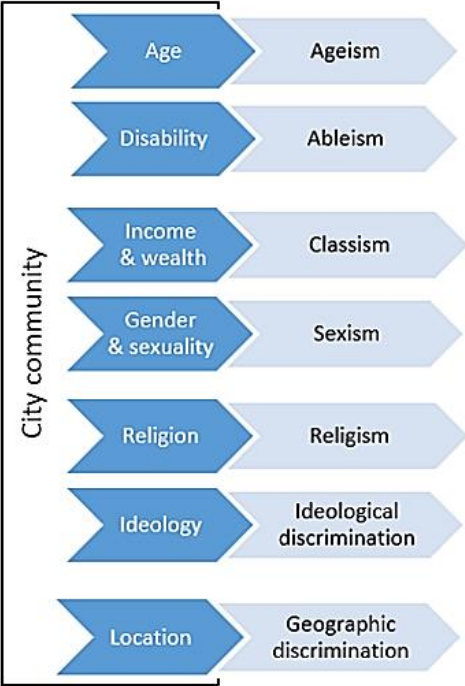 City community
Age
Ageism
Disability
Ableism
Income
& wealth
Classism
Gender
& sexuality
Sexism
Religion
Religism
Ideology
Ideological
discrimination
Location
Geographic
discrimination